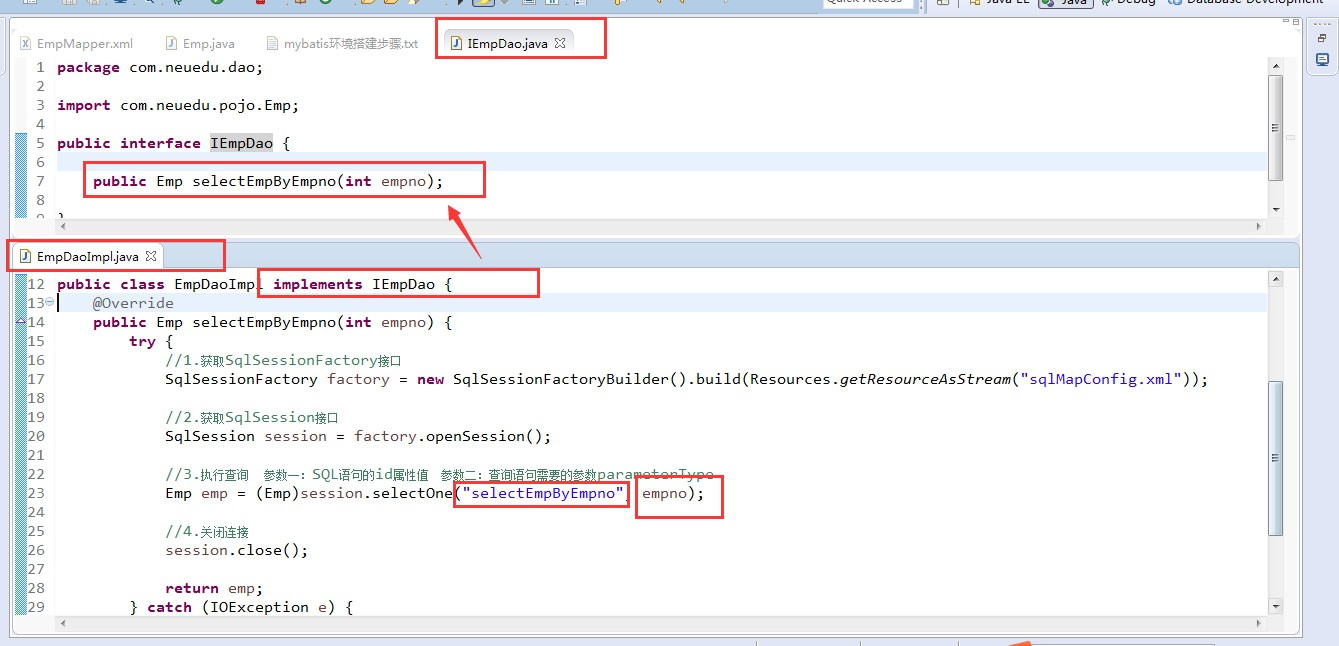 Quick Access
Java EE
Java
Debug
Database Development
EmpMapper.xml
Emp.java
mybatis环境搭建步骤.txt
IEmpDao.java
1 package com.neuedu.dao;
2
3 import com.neuedu.pojo.Emp;
4
5 public interface IEmpDao {
6
7 public Emp selectEmpByEmpno(int empno);
8
9 }
EmpDaoImpl.java
12 public class EmpDaoImpl implements IEmpDao {
13 @Override
14 public Emp selectEmpByEmpno(int empno) {
15 try {
16 //1.获取SqlSessionFactory接口
17 SqlSessionFactory factory = new SqlSessionFactoryBuilder().build(Resources.getResourceAsStream("sqlMapConfig.xml"));
18
19 //2.获取SqlSession接口
20 SqlSession session = factory.openSession();
21
22 //3.执行查询 参数一：SQL语句的id属性值 参数二：查询语句需要的参数parameterType
23 Emp emp = (Emp)session.selectOne("selectEmpByEmpno" empno);
24
25 //4.关闭连接
26 session.close();
27
28 return emp;
29 } catch (IOException e) {